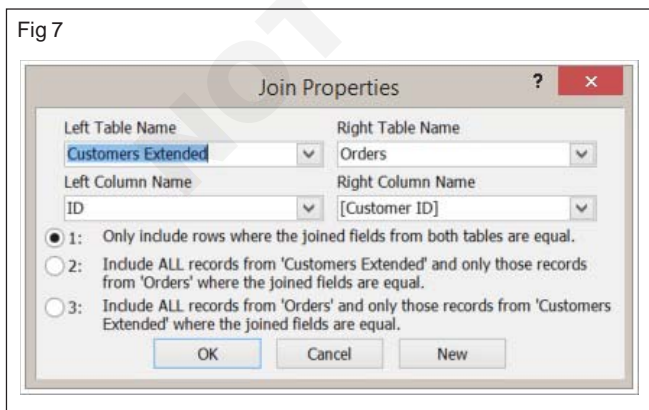 Fig 7
Join Properties
? ×
Left Table Name Right Table Name
Customers Extended Orders
Left Column Name Right Column Name
ID [Customer ID]
1: Only include rows where the joined fields from both tables are equal.
2: Include ALL records from 'Customers Extended' and only those records
from 'Orders' where the joined fields are equal.
3: Include ALL records from 'Orders' and only those records from 'Customers
Extended' where the joined fields are equal.
OK Cancel New
NOT